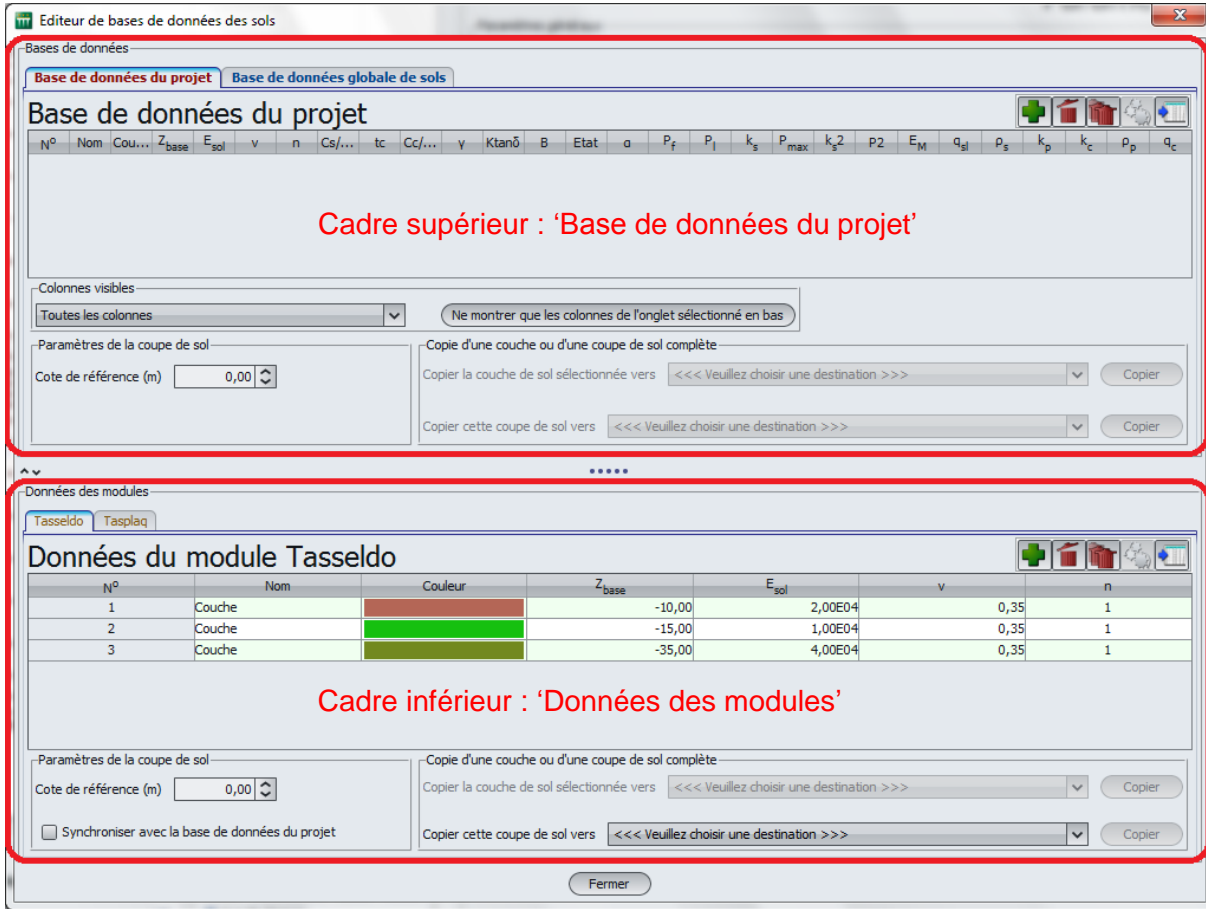 Editeur de bases de données des sols
Bases de données
Base de données du projet Base de données globale de sols
Base de données du projet
N° Nom Cou... Zbase Esol ν n Cs/... tc Cc/... γ Ktanδ B Etat α Pf Pl ks Pmax ks2 P2 EM qsl ρs kp kc ρp qc
Cadre supérieur : ‘Base de données du projet’
Colonnes visibles
Toutes les colonnes Ne montrer que les colonnes de l'onglet sélectionné en bas
Paramètres de la coupe de sol Copie d'une couche ou d'une coupe de sol complète
Cote de référence (m) 0,00 Copier la couche de sol sélectionnée vers <<< Veuillez choisir une destination >>> Copier
Copier cette coupe de sol vers <<< Veuillez choisir une destination >>> Copier
Données des modules
Tasseldo Tasplaq
Données du module Tasseldo
N° Nom Couleur Zbase Esol ν n
1 Couche -10,00 2,00E04 0,35 1
2 Couche -15,00 1,00E04 0,35 1
3 Couche -35,00 4,00E04 0,35 1
Cadre inférieur : ‘Données des modules’
Paramètres de la coupe de sol Copie d'une couche ou d'une coupe de sol complète
Cote de référence (m) 0,00 Copier la couche de sol sélectionnée vers <<< Veuillez choisir une destination >>> Copier
Synchroniser avec la base de données du projet Copier cette coupe de sol vers <<< Veuillez choisir une destination >>> Copier
Fermer